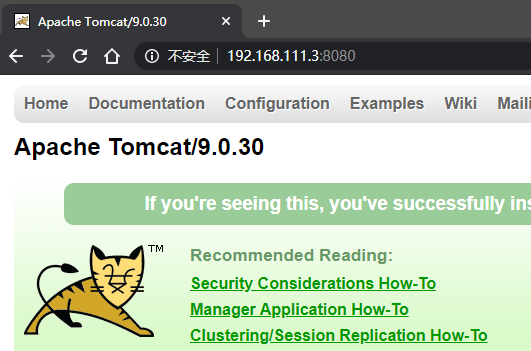 Apache Tomcat/9.0.30
不安全 192.168.111.3:8080
Home Documentation Configuration Examples Wiki Maili
Apache Tomcat/9.0.30
If you're seeing this, you've successfully ins
TM
Recommended Reading:
Security Considerations How-To
Manager Application How-To
Clustering/Session Replication How-To